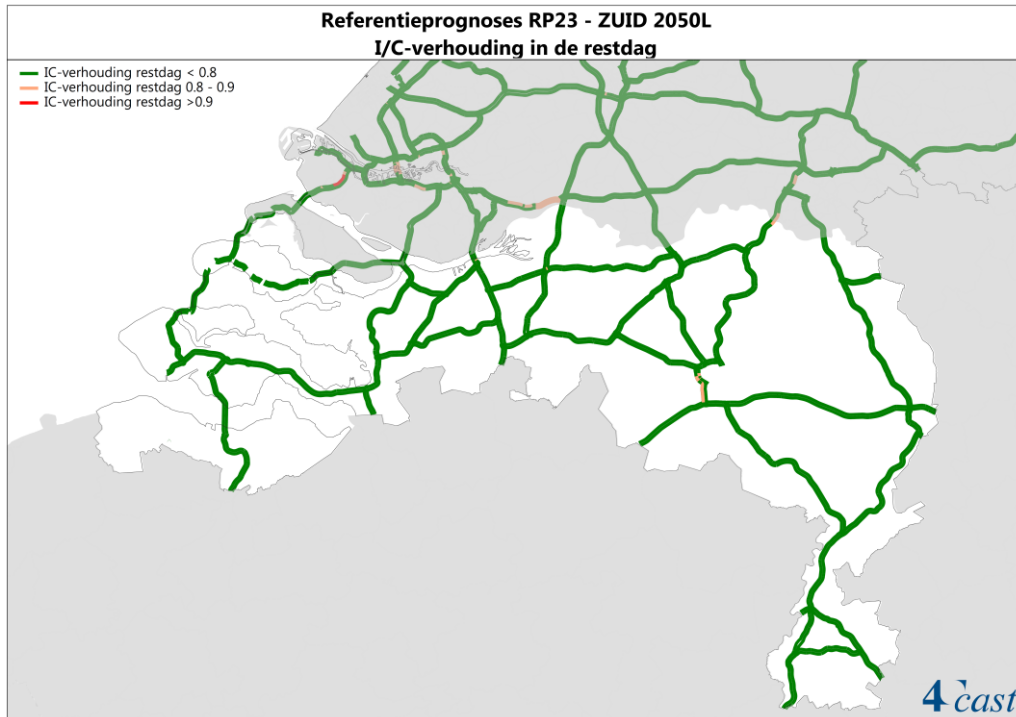 Referentieprognoses RP23 - ZUID 2050L
I/C-verhouding in de restdag
IC-verhouding restdag < 0.8
IC-verhouding restdag 0.8 - 0.9
IC-verhouding restdag >0.9
4cast